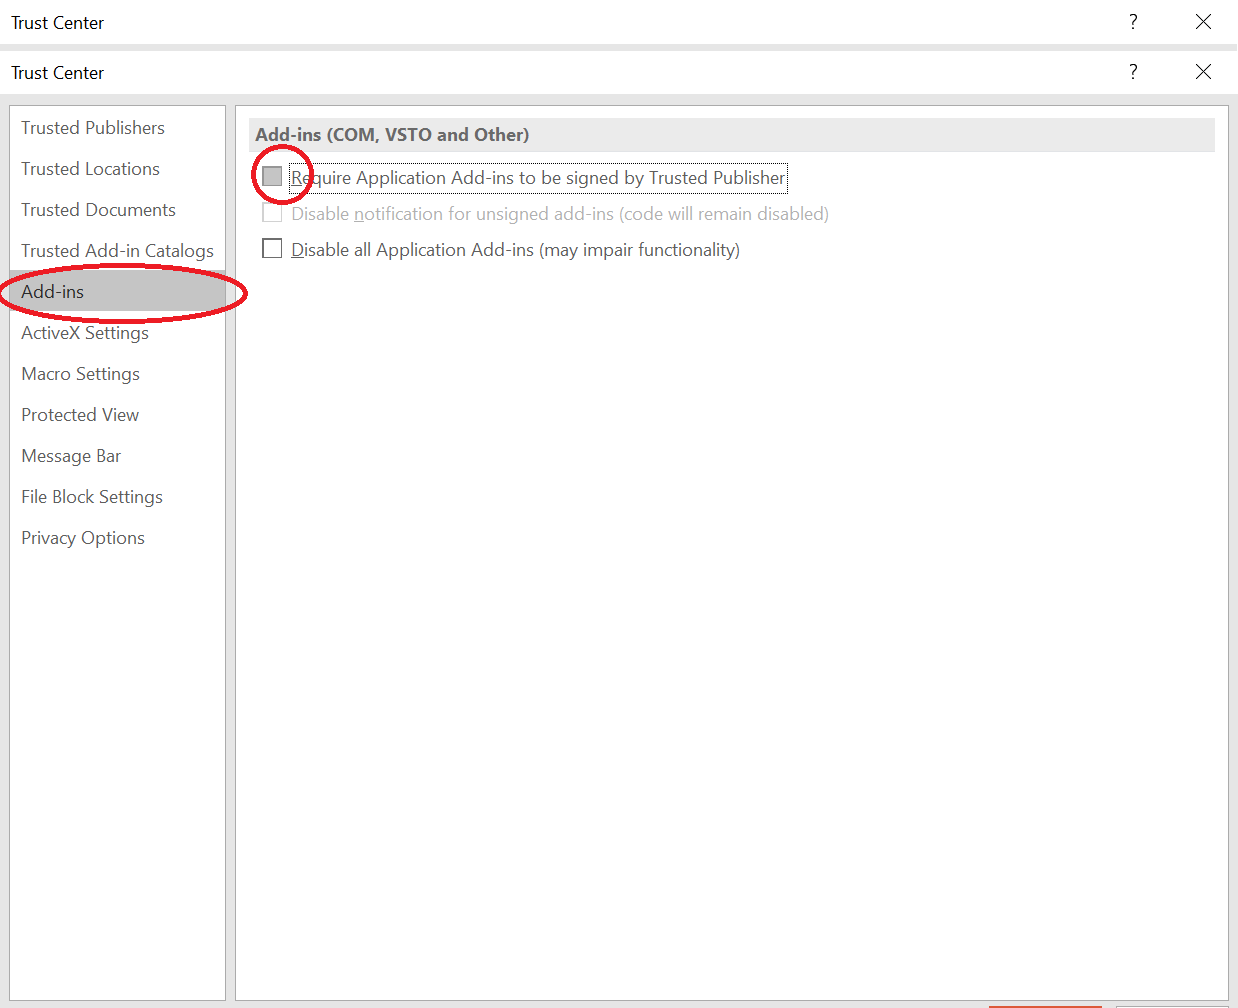 Trust Center ?
Trust Center ?
Trusted Publishers
Trusted Locations
Trusted Documents
Trusted Add-in Catalogs
Add-ins
ActiveX Settings
Macro Settings
Protected View
Message Bar
File Block Settings
Privacy Options
Add-ins (COM, VSTO and Other)
Require Application Add-ins to be signed by Trusted Publisher
Disable notification for unsigned add-ins (code will remain disabled)
Disable all Application Add-ins (may impair functionality)